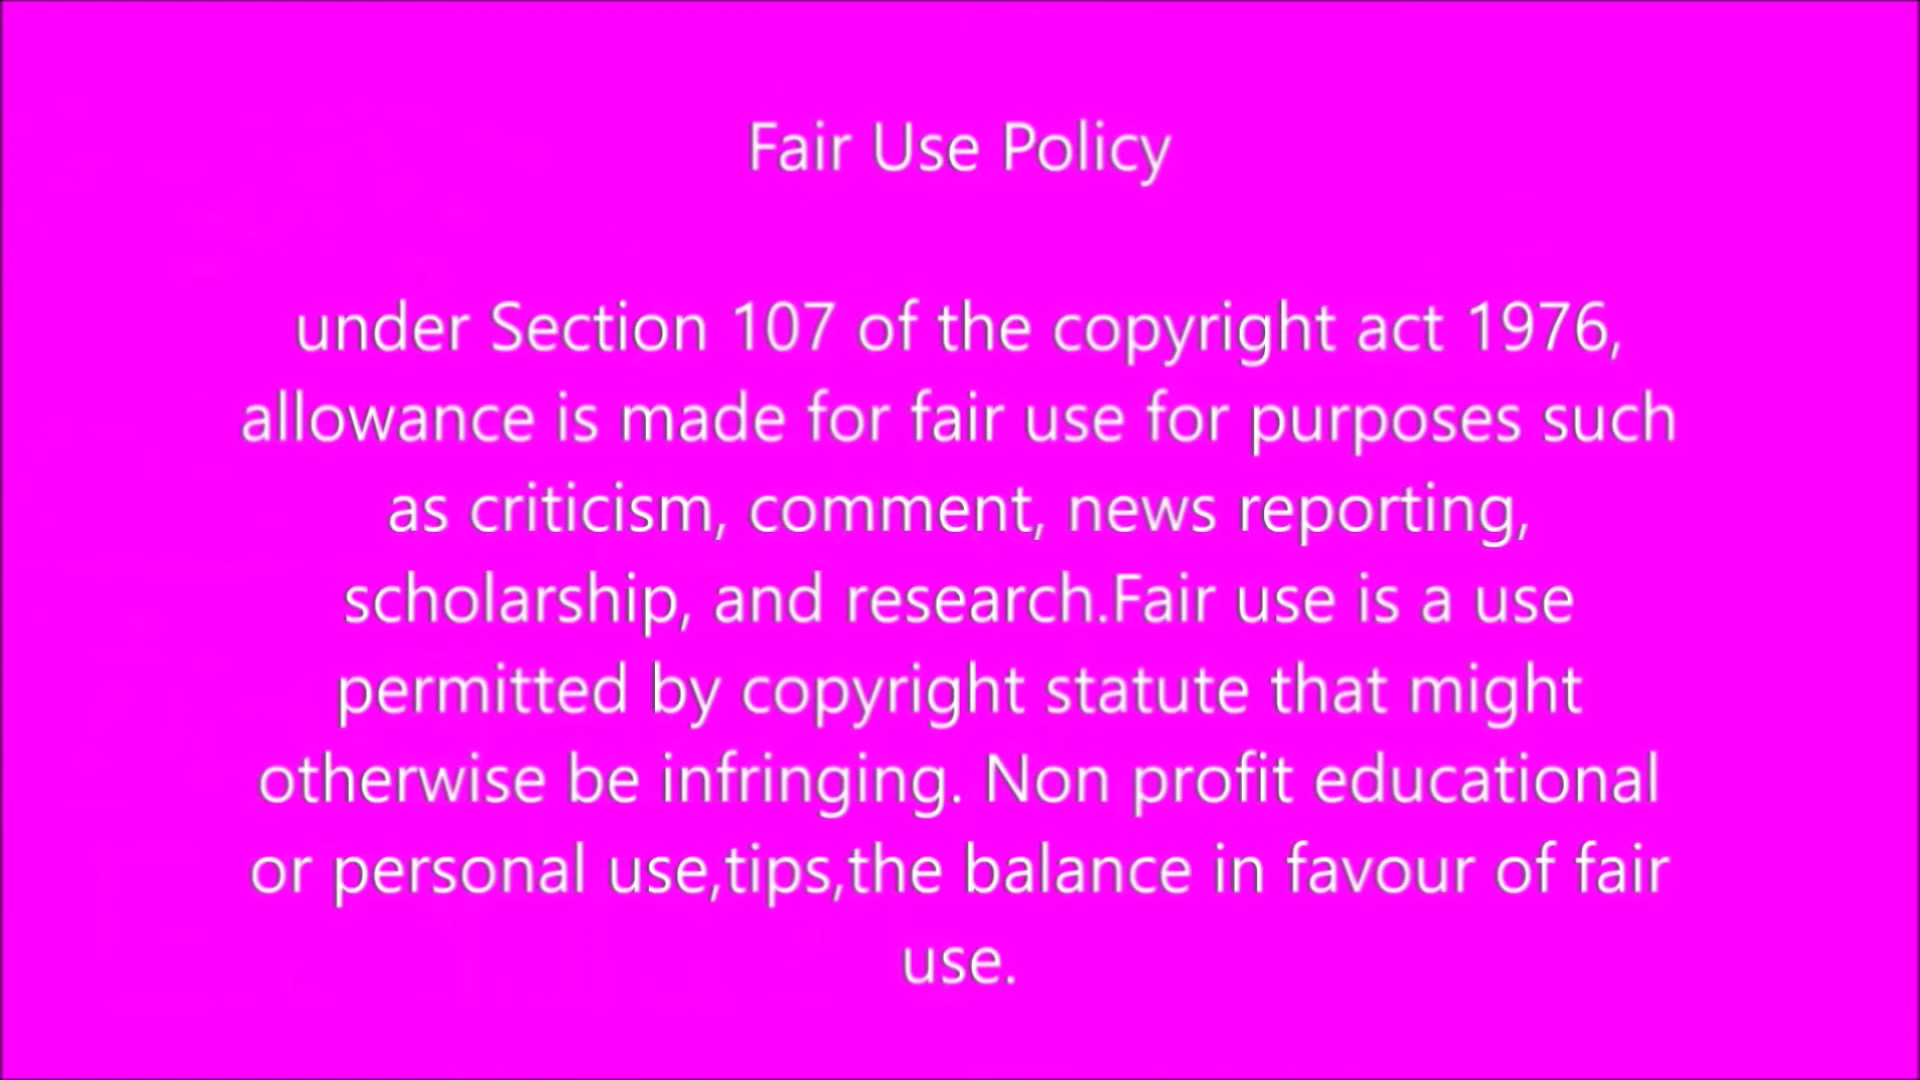 Fair Use Policy
under Section 107 of the copyright act 1976,
allowance is made for fair use for purposes such
as criticism, comment, news reporting,
scholarship, and research.Fair use is a use
permitted by copyright statute that might
otherwise be infringing. Non profit educational
or personal use,tips,the balance in favour of fair
use.